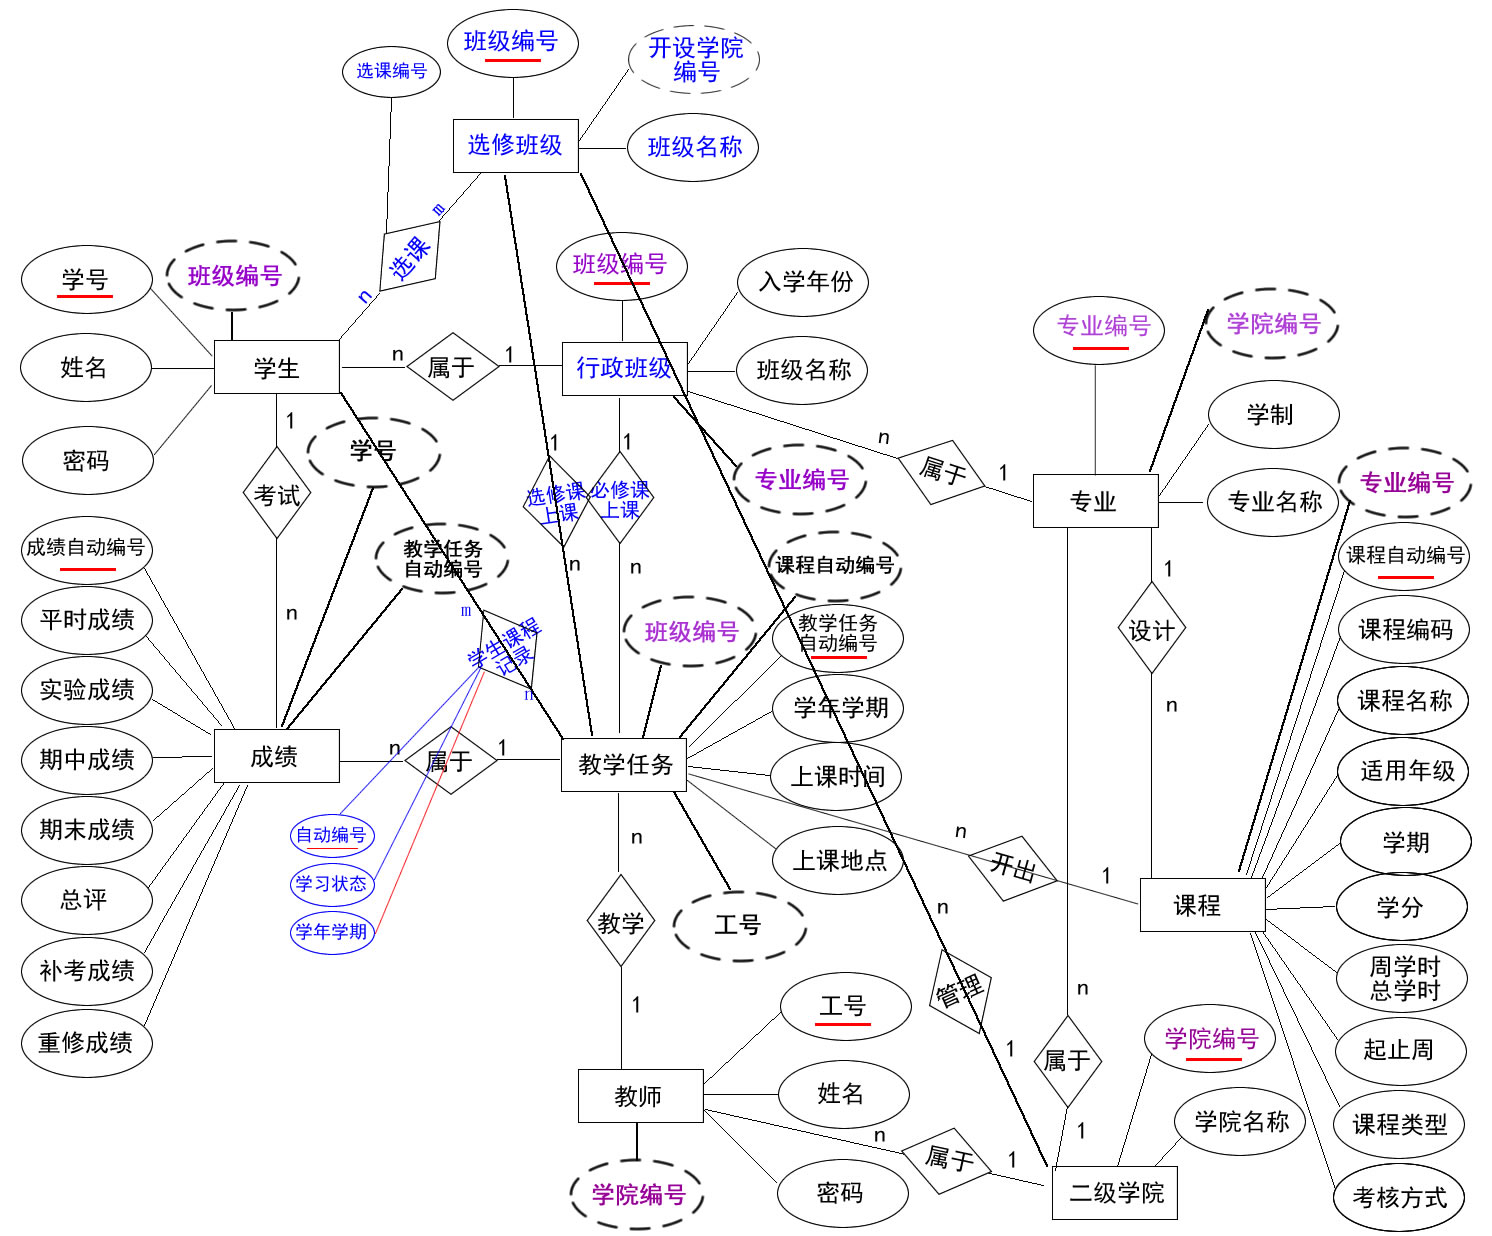 班级编号
开设学院
编号
选课编号
选修班级
班级名称
m
选课
n
学号
班级编号
班级编号
入学年份
专业编号
学院编号
姓名
学生
n
属于
1
行政班级
班级名称
学制
密码
1
学号
1
1
n
属于
1
专业
专业名称
专业编号
考试
选修课
上课
必修课
上课
专业编号
成绩自动编号
教学任务
自动编号
n
n
课程自动编号
1
课程自动编号
平时成绩
n
m
学生课程
记录
n
班级编号
教学任务
自动编号
设计
课程编码
实验成绩
学年学期
n
课程名称
期中成绩
成绩
n
属于
1
教学任务
上课时间
适用年级
期末成绩
自动编号
n
上课地点
n
开出
1
学期
总评
学习状态
学年学期
教学
工号
n
课程
学分
补考成绩
1
管理
n
周学时
总学时
重修成绩
工号
1
属于
学院编号
起止周
教师
姓名
n
属于
1
1
学院名称
课程类型
学院编号
密码
二级学院
考核方式